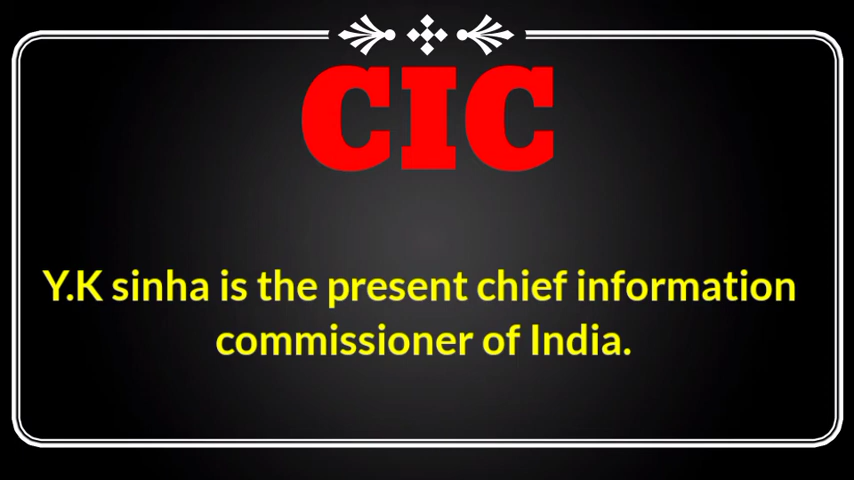 CIC
Y.K sinha is the present chief information
commissioner of India.